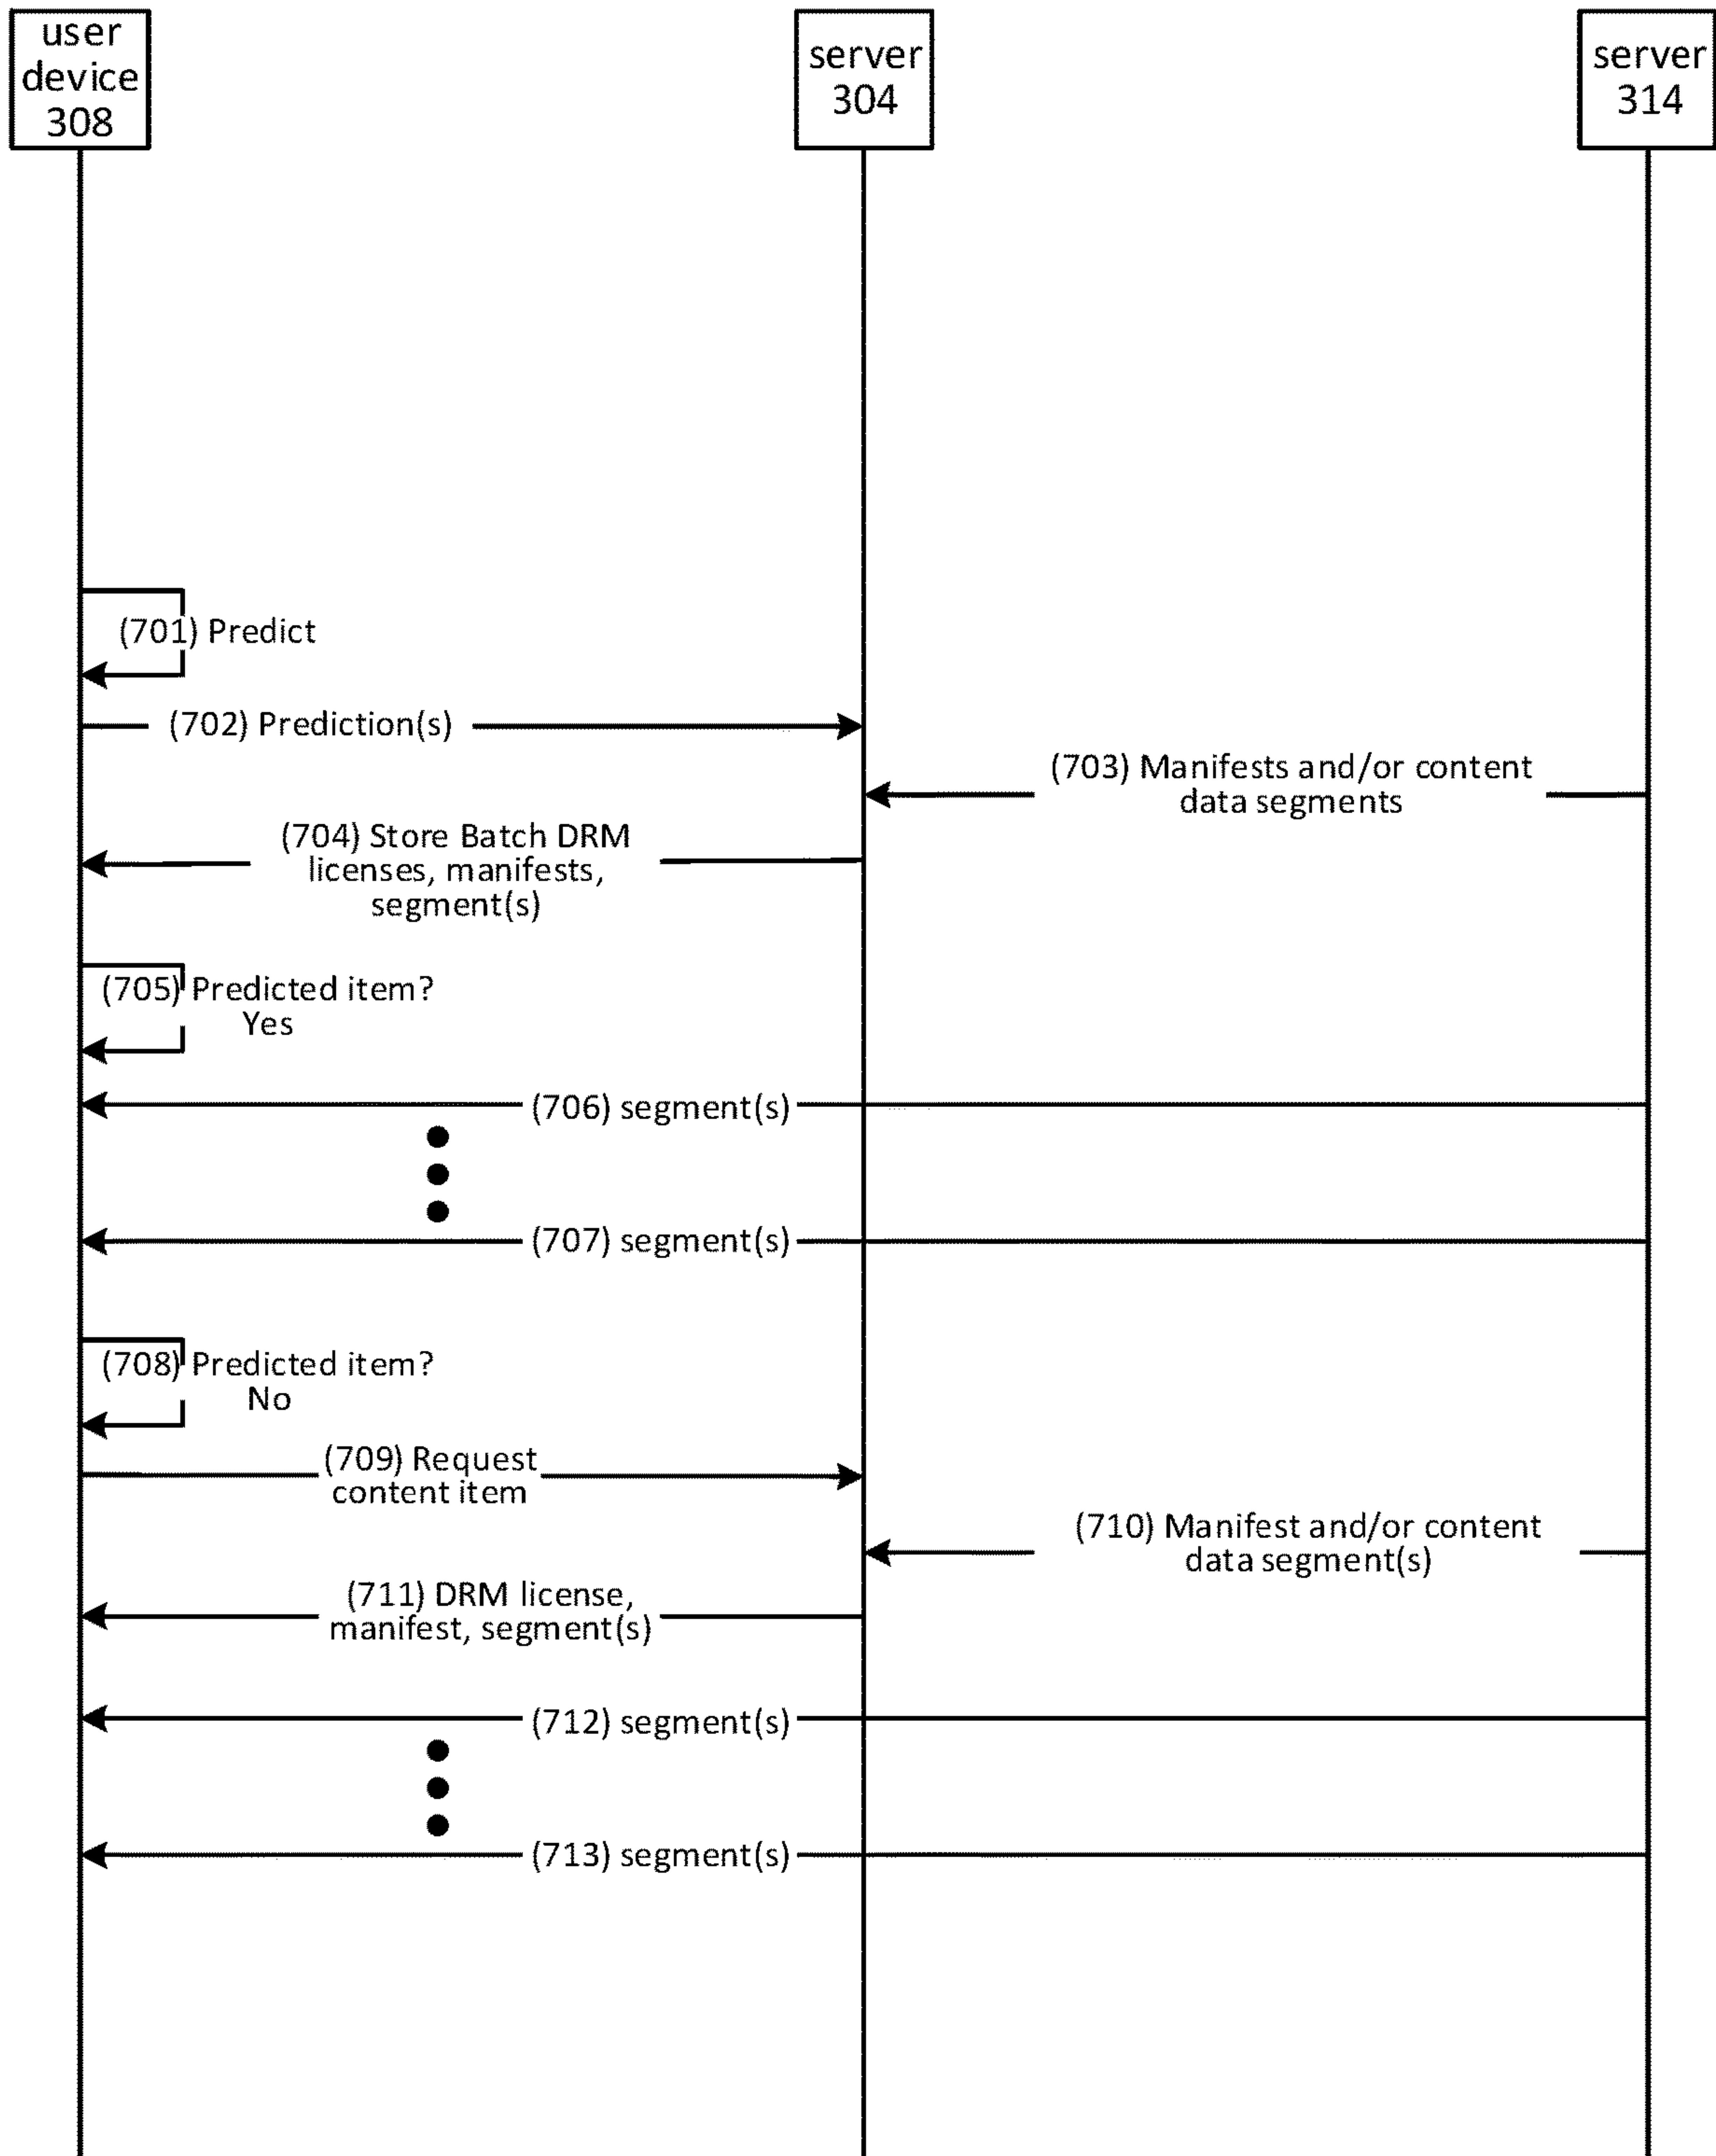 user
device
308
server
304
server
314
(701) Predict
(702) Prediction(s)
(703) Manifests and/or content
data segments
(704) Store Batch DRM
licenses, manifests,
segment(s)
(705) Predicted item?
Yes
(706) segment(s)
(707) segment(s)
(708) Predicted item?
No
(709) Request
content item
(710) Manifest and/or content
data segment(s)
(711) DRM license,
manifest, segment(s)
(712) segment(s)
(713) segment(s)